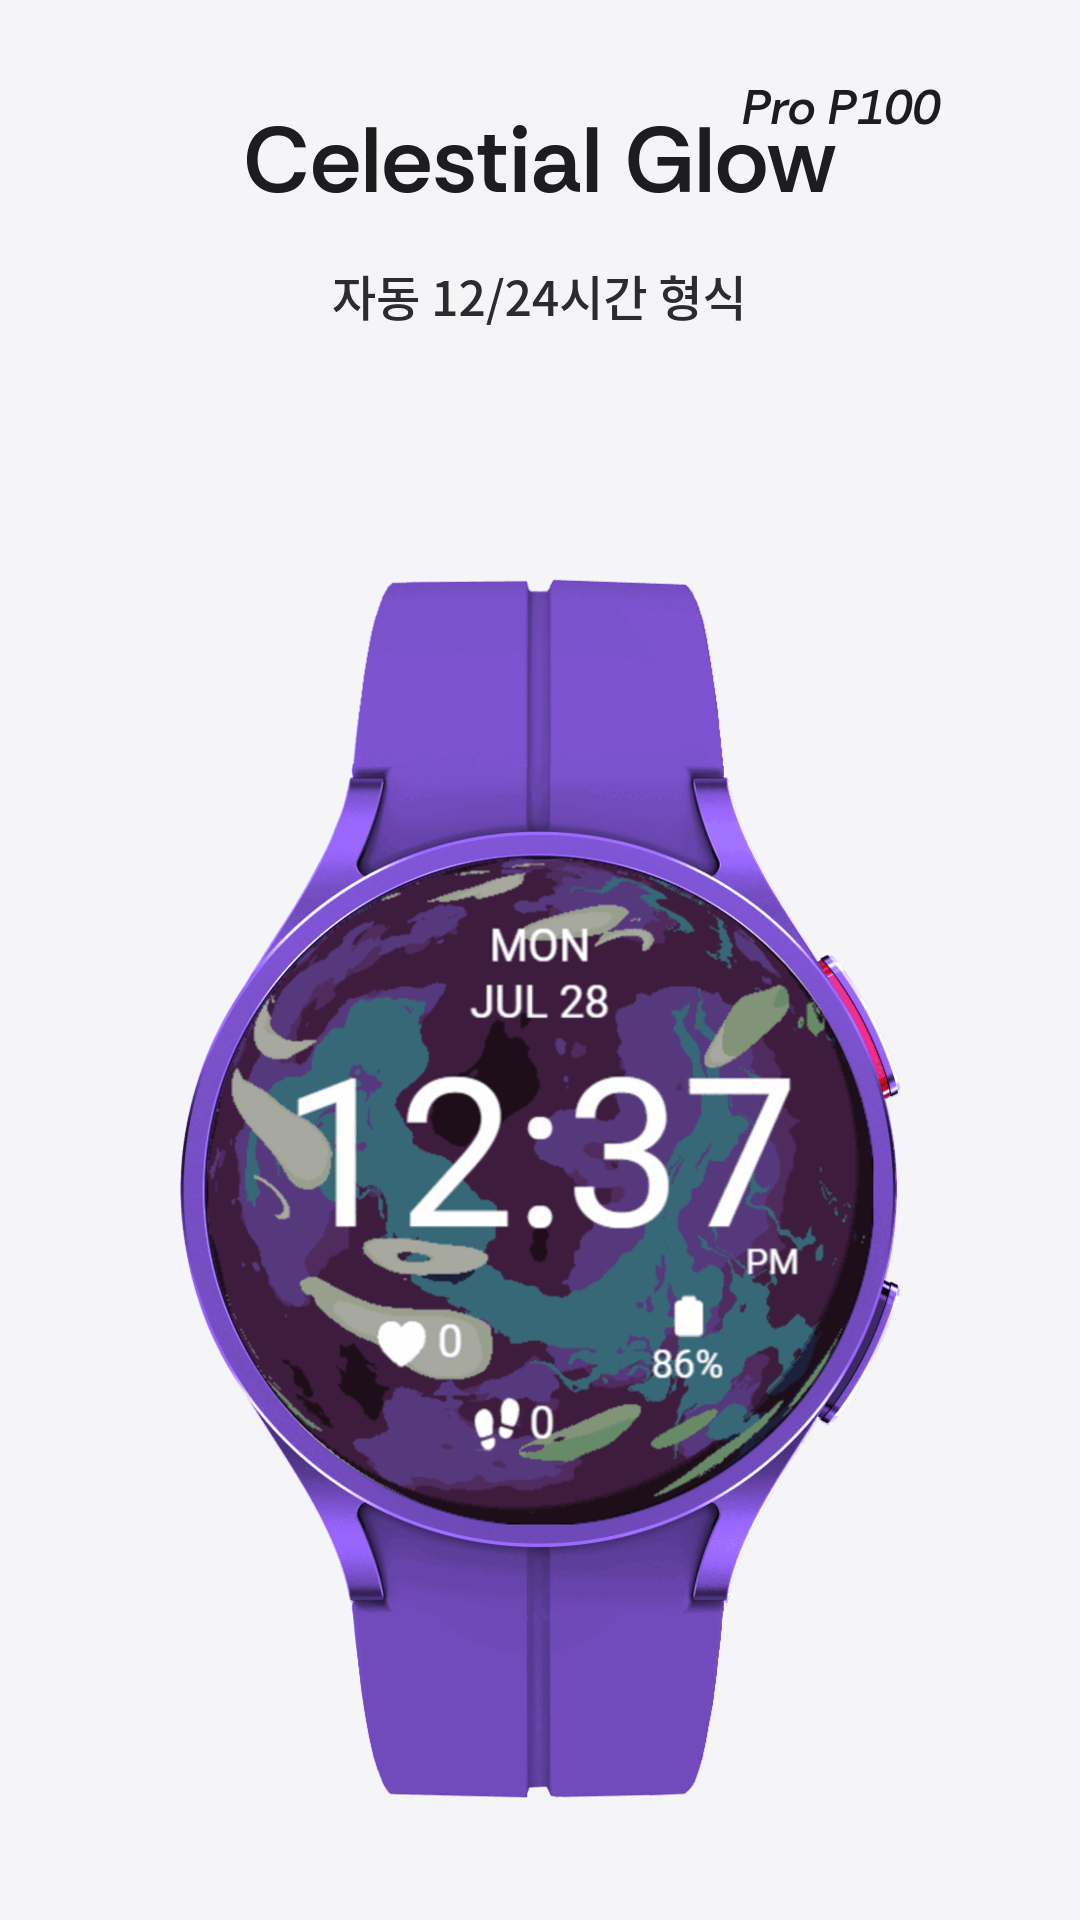 Pro P100
Celestial Glow
자동 12/24시간 형식
MON
JUL 28
12:37
PM
0
86%
0